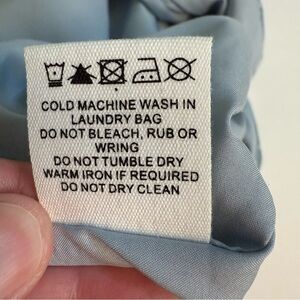 COLD MACHINE WASH IN
LAUNDRY BAG
DO NOT BLEACH, RUB OR
WRING
DO NOT TUMBLE DRY
WARM IRON IF REQUIRED
DO NOT DRY CLEAN